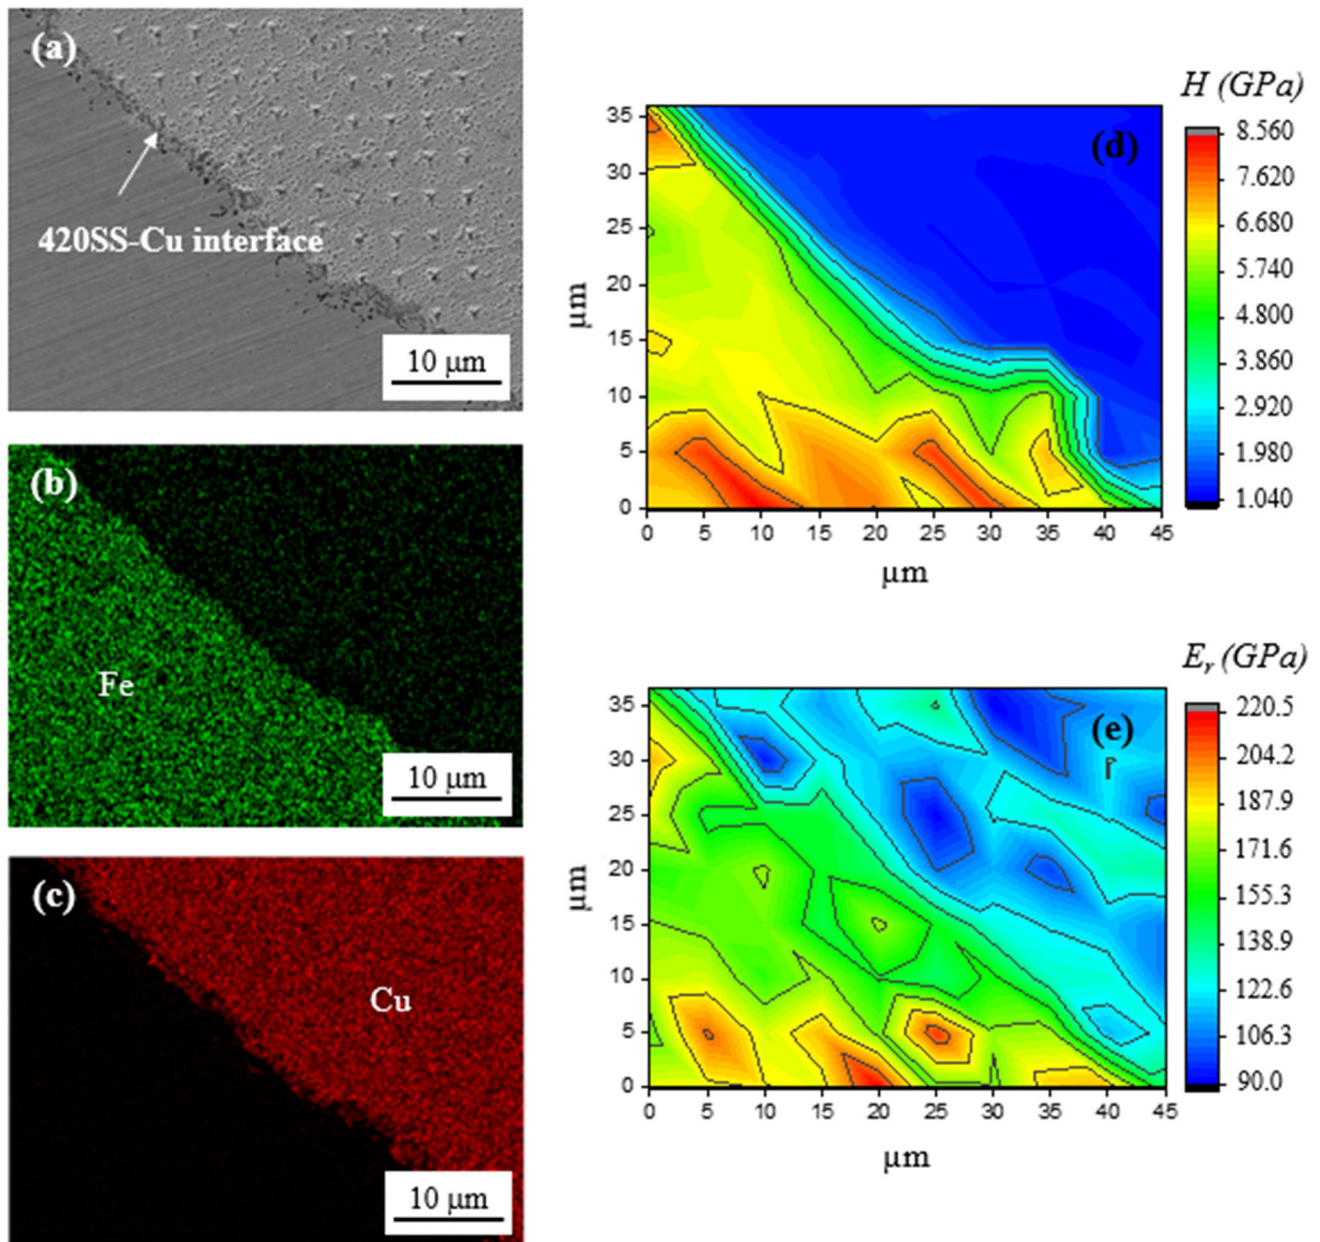 (a)
420SS-Cu interface
10 μm
(b)
Fe
10 μm
(c)
Cu
10 μm
H (GPa)
(d)
8.560
7.620
6.680
5.740
4.800
3.860
2.920
1.980
1.040
35
30
25
20
15
10
5
0
μm
0 5 10 15 20 25 30 35 40 45
μm
E_r (GPa)
(e)
220.5
204.2
187.9
171.6
155.3
138.9
122.6
106.3
90.0
35
30
25
20
15
10
5
0
μm
0 5 10 15 20 25 30 35 40 45
μm